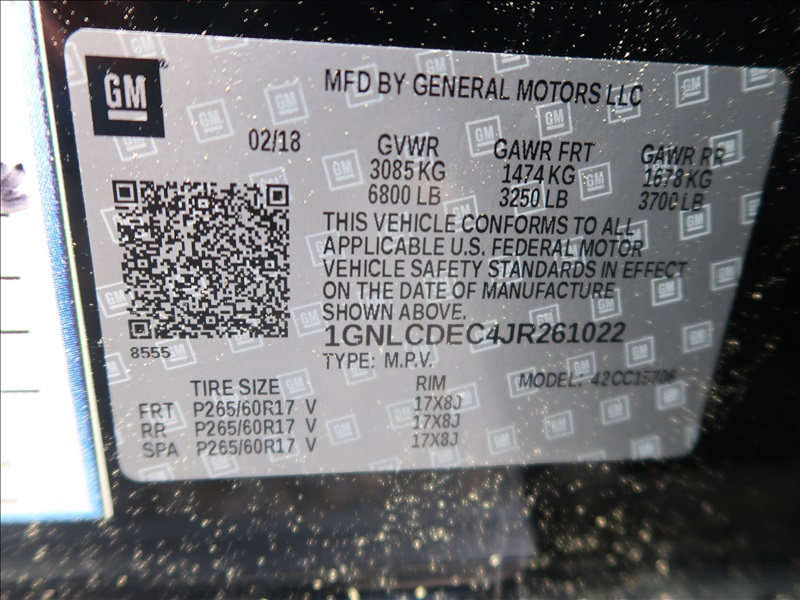 GM
MFD BY GENERAL MOTORS LLC
02/18
GVWR GAWR FRT GAWR RR
3085 KG 1474 KG 1678 KG
6800 LB 3250 LB 3700 LB
THIS VEHICLE CONFORMS TO ALL
APPLICABLE U.S. FEDERAL MOTOR
VEHICLE SAFETY STANDARDS IN EFFECT
ON THE DATE OF MANUFACTURE
SHOWN ABOVE.
1GNLCDEC4JR261022
8555
TYPE: M.P.V.
MODEL: 42CC15706
TIRE SIZE RIM
FRT P265/60R17 V 17X8J
RR P265/60R17 V 17X8J
SPA P265/60R17 V 17X8J